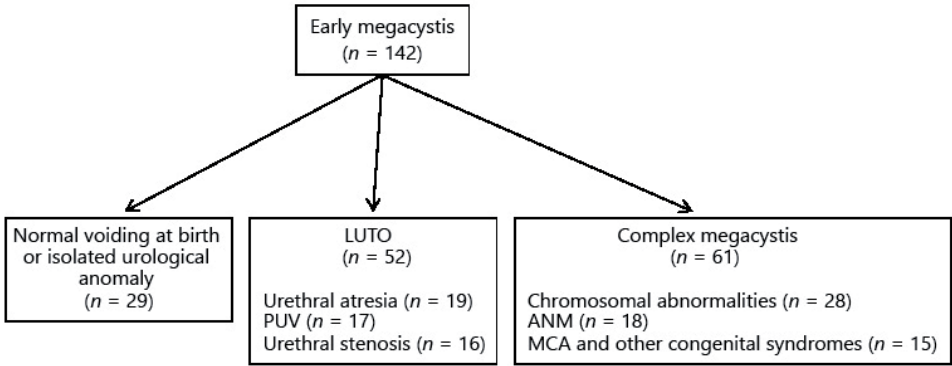 Early megacystis
(n = 142)
Normal voiding at birth
or isolated urological
anomaly
(n = 29)
LUTO
(n = 52)
Urethral atresia (n = 19)
PUV (n = 17)
Urethral stenosis (n = 16)
Complex megacystis
(n = 61)
Chromosomal abnormalities (n = 28)
ANM (n = 18)
MCA and other congenital syndromes (n = 15)